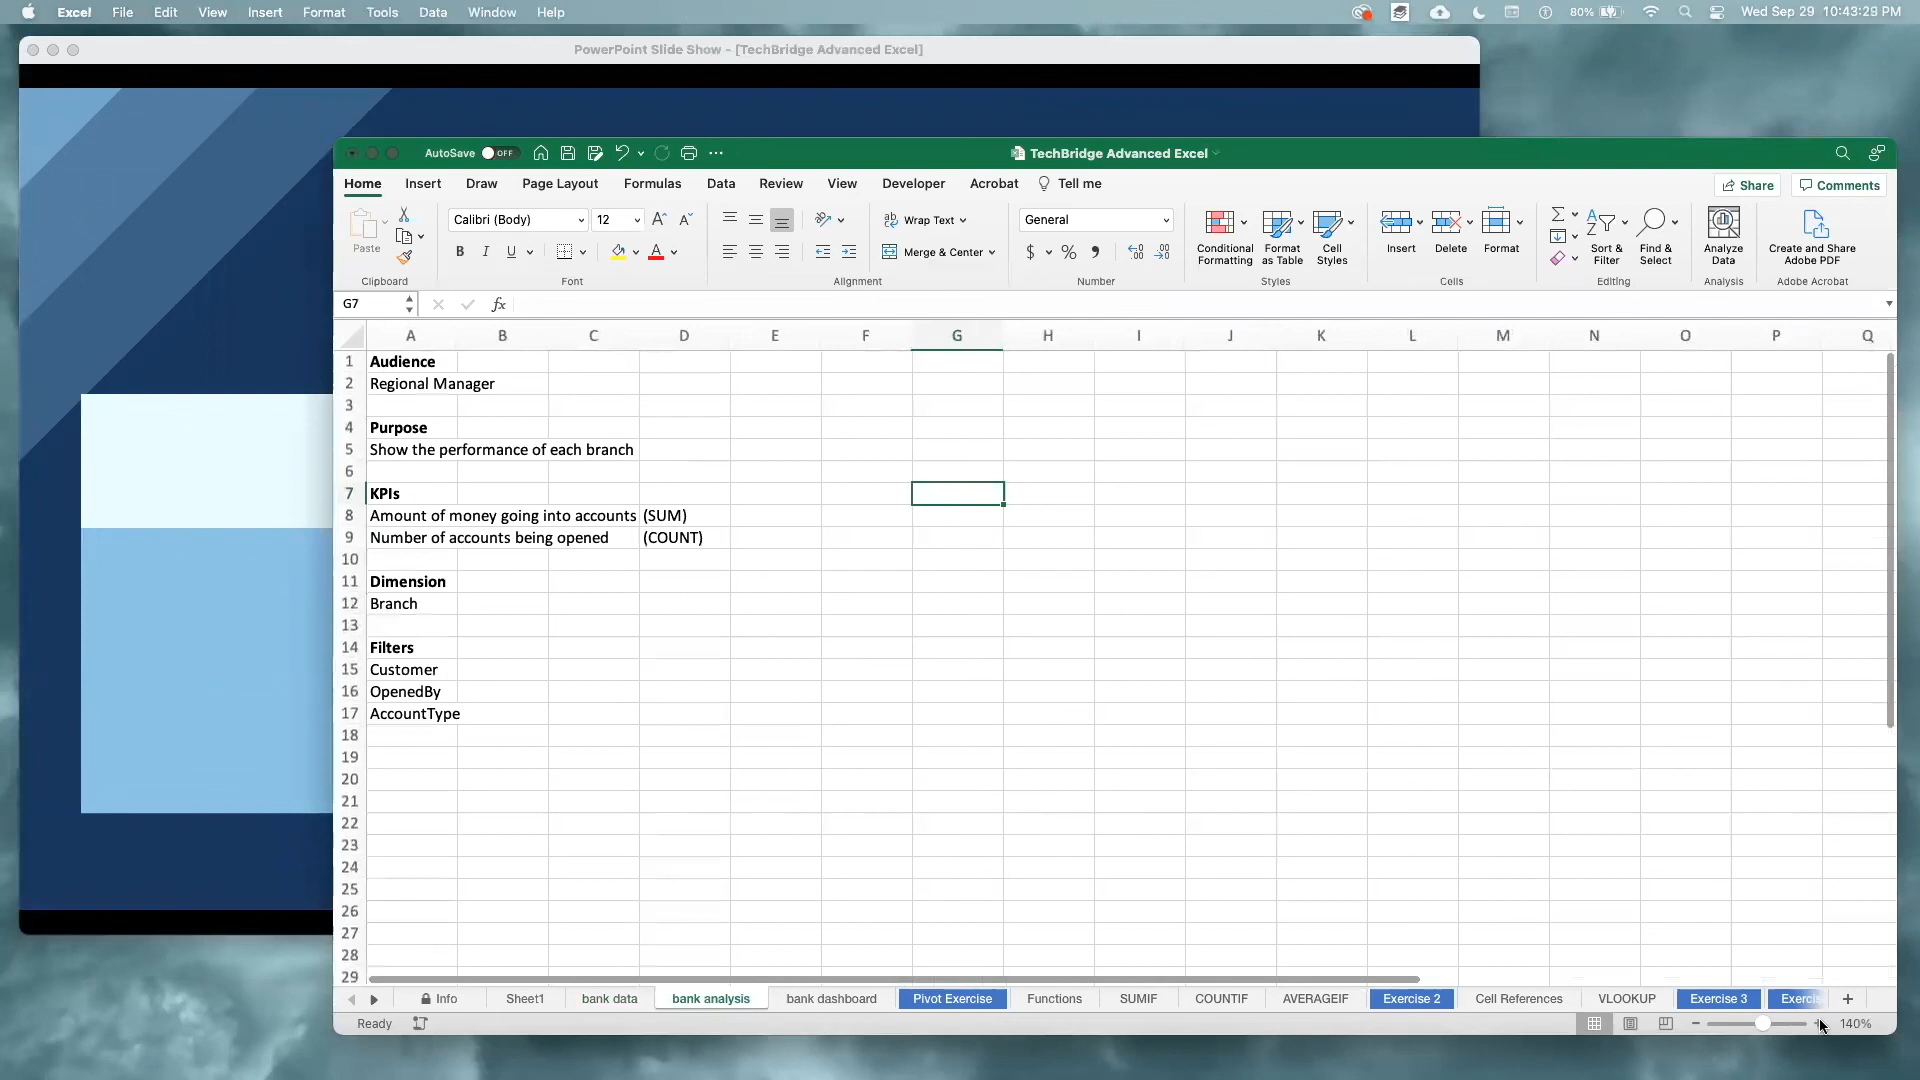 Excel File Edit View Insert Format Tools Data Window Help 80% Wed Sep 29 10:43:29 PM
PowerPoint Slide Show - [TechBridge Advanced Excel]
AutoSave OFF TechBridge Advanced Excel
Home Insert Draw Page Layout Formulas Data Review View Developer Acrobat Tell me Share Comments
Paste Calibri (Body) 12 Wrap Text General
B I U Merge & Center $ % Conditional Formatting Format as Table Cell Styles Insert Delete Format Sort & Filter Find & Select Analyze Data Create and Share Adobe PDF
Clipboard Font Alignment Number Styles Cells Editing Analysis Adobe Acrobat
G7 fx
A B C D E F G H I J K L M N O P Q
1 Audience
2 Regional Manager
3
4 Purpose
5 Show the performance of each branch
6
7 KPIs
8 Amount of money going into accounts (SUM)
9 Number of accounts being opened (COUNT)
10
11 Dimension
12 Branch
13
14 Filters
15 Customer
16 OpenedBy
17 AccountType
18
19
20
21
22
23
24
25
26
27
28
29
Info Sheet1 bank data bank analysis bank dashboard Pivot Exercise Functions SUMIF COUNTIF AVERAGEIF Exercise 2 Cell References VLOOKUP Exercise 3 Exercis
Ready 140%